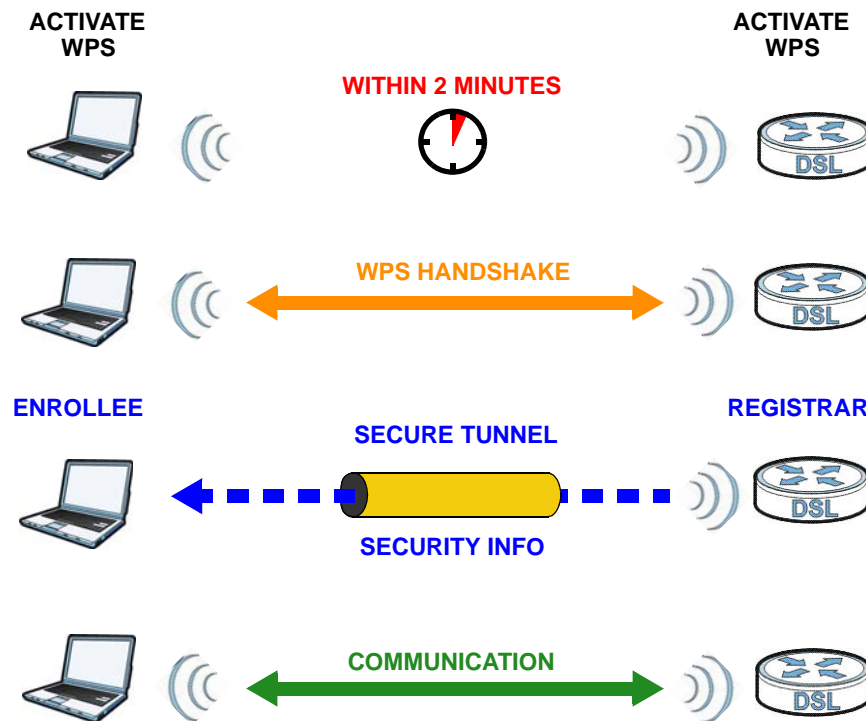 ACTIVATE
WPS
ACTIVATE
WPS
WITHIN 2 MINUTES
DSL
WPS HANDSHAKE
DSL
ENROLLEE
REGISTRAR
SECURE TUNNEL
DSL
SECURITY INFO
COMMUNICATION
DSL